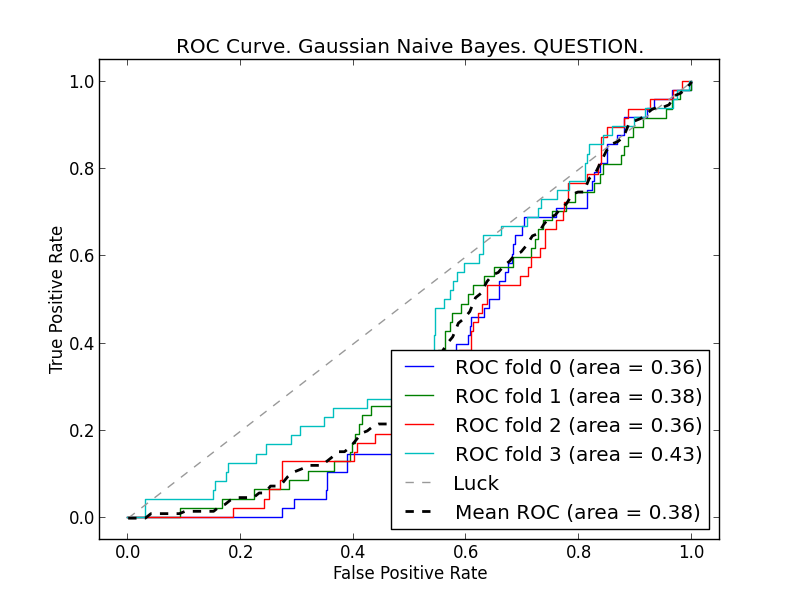 ROC Curve. Gaussian Naive Bayes. QUESTION.
True Positive Rate
1.0
0.8
0.6
0.4
0.2
0.0
ROC fold 0 (area = 0.36)
ROC fold 1 (area = 0.38)
ROC fold 2 (area = 0.36)
ROC fold 3 (area = 0.43)
Luck
Mean ROC (area = 0.38)
0.0 0.2 0.4 0.6 0.8 1.0
False Positive Rate